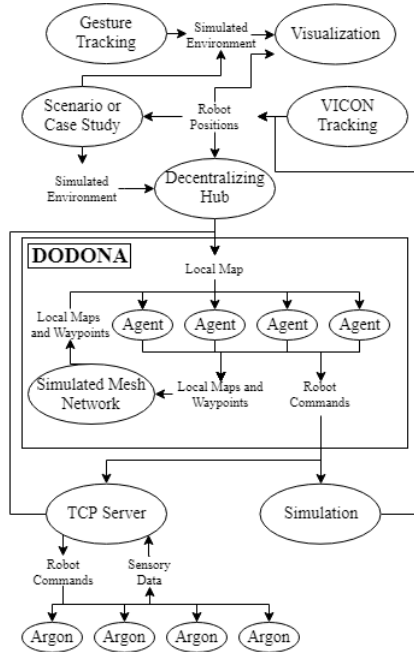 Gesture
Tracking
Simulated
Environment
Visualization
Scenario or
Case Study
Robot
Positions
VICON
Tracking
Simulated
Environment
Decentralizing
Hub
DODONA
Local Map
Local Maps
and Waypoints
Agent
Agent
Agent
Agent
Simulated Mesh
Network
Local Maps and
Waypoints
Robot
Commands
TCP Server
Simulation
Robot
Commands
Sensory
Data
Argon
Argon
Argon
Argon